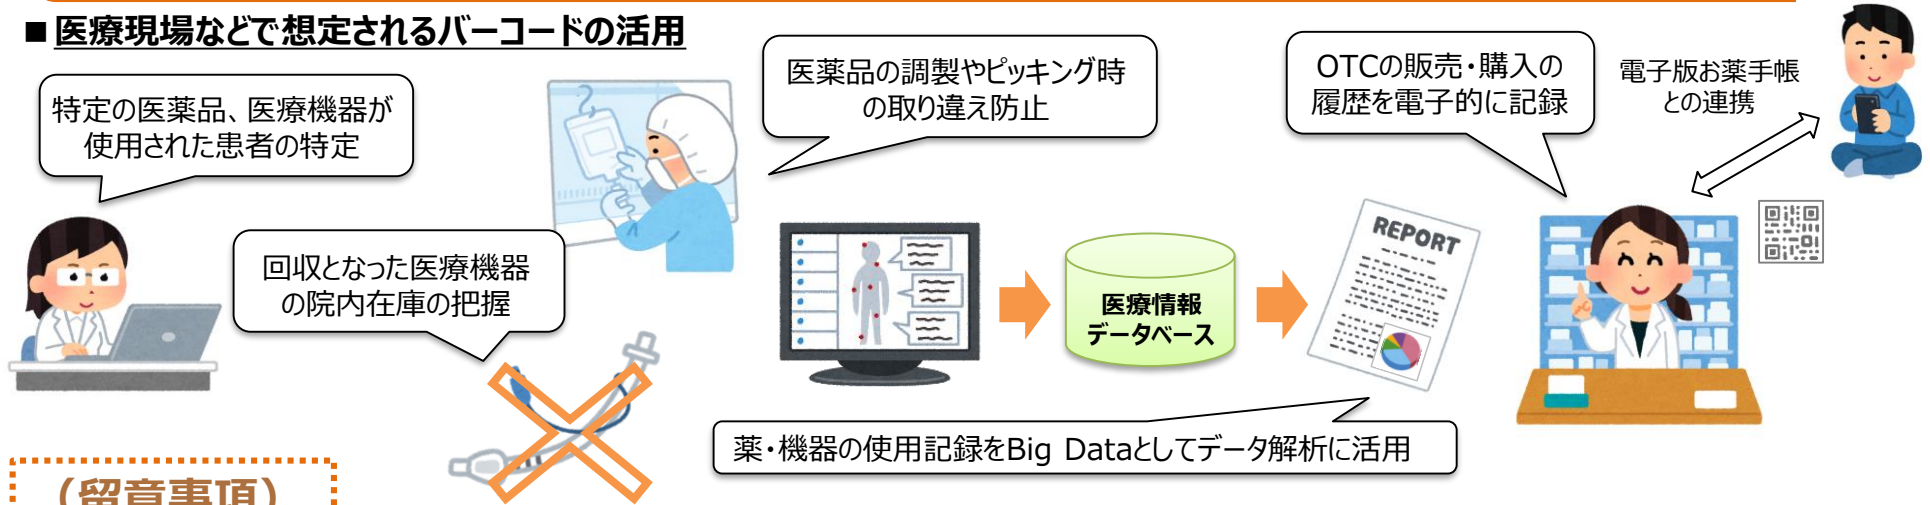 ■医療現場などで想定されるバーコードの活用
特定の医薬品、医療機器が
使用された患者の特定
医薬品の調製やピッキング時
の取り違え防止
OTCの販売・購入の
履歴を電子的に記録
電子版お薬手帳
との連携
回収となった医療機器
の院内在庫の把握
医療情報
データベース
REPORT
薬・機器の使用記録をBig Dataとしてデータ解析に活用
（留意事項）